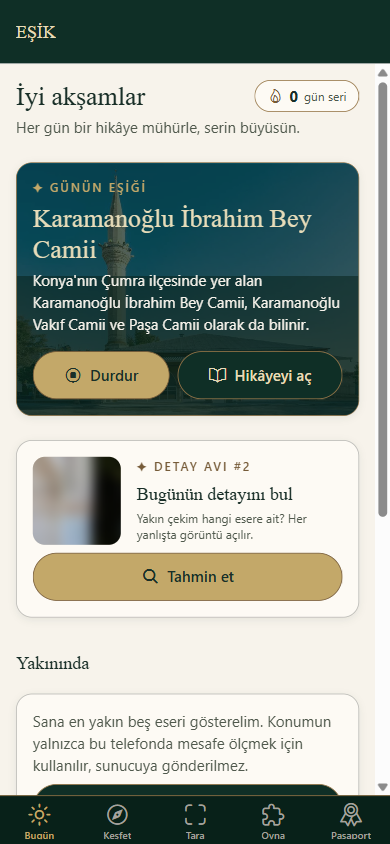 EŞİK
İyi akşamlar
0 gün seri
Her gün bir hikâye mühürle, serin büyüsün.
GÜNÜN EŞİĞİ
Karamanoğlu İbrahim Bey
Camii
Konya'nın Çumra ilçesinde yer alan
Karamanoğlu İbrahim Bey Camii, Karamanoğlu
Vakıf Camii ve Paşa Camii olarak da bilinir.
Durdur
Hikâyeyi aç
DETAY AVI #2
Bugünün detayını bul
Yakın çekim hangi esere ait? Her
yanlışta görüntü açılır.
Tahmin et
Yakınında
Sana en yakın beş eseri gösterelim. Konumun
yalnızca bu telefonda mesafe ölçmek için
kullanılır, sunucuya gönderilmez.
Bugün
Keşfet
Tara
Oyna
Pasaport